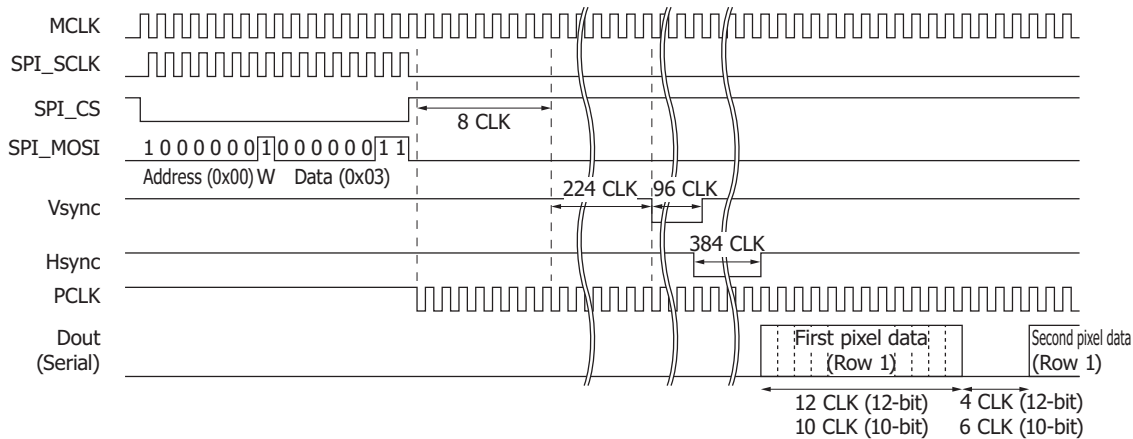 MCLK
SPI_SCLK
SPI_CS
8 CLK
SPI_MOSI
1 0 0 0 0 0 0 1 0 0 0 0 0 0 1 1
Address (0x00) W Data (0x03)
224 CLK 96 CLK
Vsync
384 CLK
Hsync
PCLK
Dout
(Serial)
First pixel data
(Row 1)
Second pixel data
(Row 1)
12 CLK (12-bit)
10 CLK (10-bit)
4 CLK (12-bit)
6 CLK (10-bit)